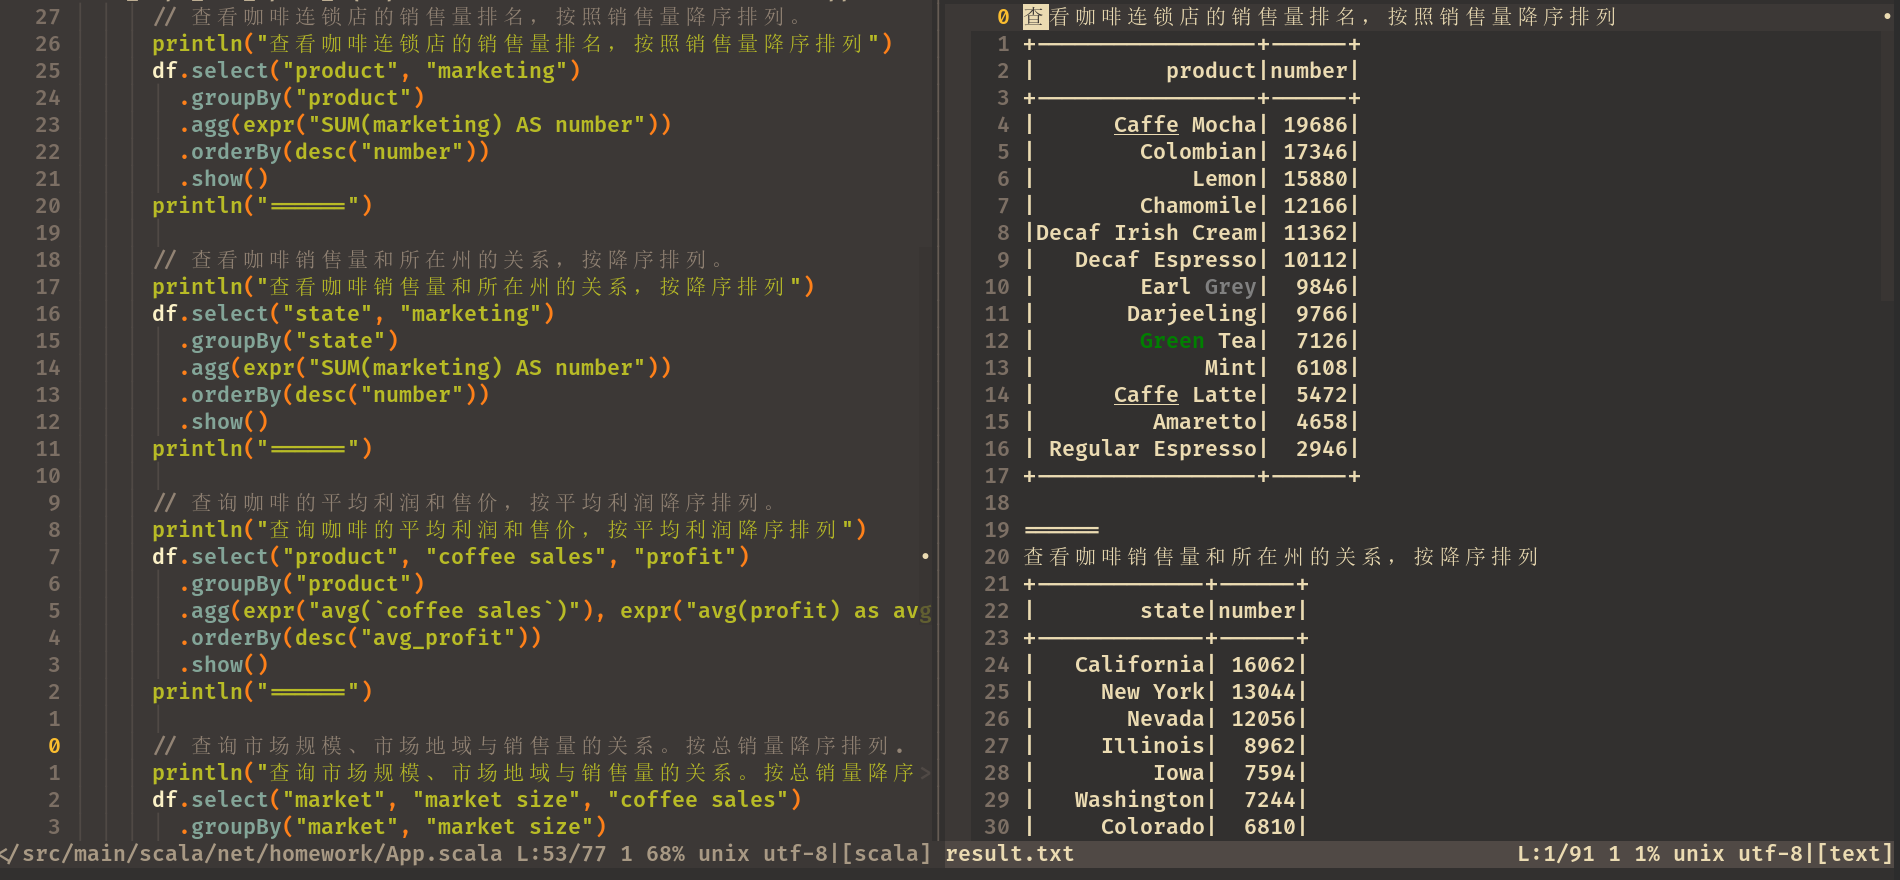 27 // 查看咖啡连锁店的销售量排名，按照销售量降序排列。
26 println("查看咖啡连锁店的销售量排名，按照销售量降序排列")
25 df.select("product", "marketing")
24 .groupBy("product")
23 .agg(expr("SUM(marketing) AS number"))
22 .orderBy(desc("number"))
21 .show()
20 println("======")
19
18 // 查看咖啡销售量和所在州的关系，按降序排列。
17 println("查看咖啡销售量和所在州的关系，按降序排列")
16 df.select("state", "marketing")
15 .groupBy("state")
14 .agg(expr("SUM(marketing) AS number"))
13 .orderBy(desc("number"))
12 .show()
11 println("======")
10
9 // 查询咖啡的平均利润和售价，按平均利润降序排列。
8 println("查询咖啡的平均利润和售价，按平均利润降序排列")
7 df.select("product", "coffee sales", "profit")
6 .groupBy("product")
5 .agg(expr("avg(`coffee sales`)"), expr("avg(profit) as avg
4 .orderBy(desc("avg_profit"))
3 .show()
2 println("======")
1
0 // 查询市场规模、市场地域与销售量的关系。按总销量降序排列.
1 println("查询市场规模、市场地域与销售量的关系。按总销量降序>
2 df.select("market", "market size", "coffee sales")
3 .groupBy("market", "market size")
</src/main/scala/net/homework/App.scala L:53/77 1 68% unix utf-8|[scala]
0 查看咖啡连锁店的销售量排名，按照销售量降序排列
1 +-----------------+------+
2 | product|number|
3 +-----------------+------+
4 | Caffe Mocha| 19686|
5 | Colombian| 17346|
6 | Lemon| 15880|
7 | Chamomile| 12166|
8 |Decaf Irish Cream| 11362|
9 | Decaf Espresso| 10112|
10 | Earl Grey| 9846|
11 | Darjeeling| 9766|
12 | Green Tea| 7126|
13 | Mint| 6108|
14 | Caffe Latte| 5472|
15 | Amaretto| 4658|
16 | Regular Espresso| 2946|
17 +-----------------+------+
18
19 ======
20 查看咖啡销售量和所在州的关系，按降序排列
21 +-------------+------+
22 | state|number|
23 +-------------+------+
24 | California| 16062|
25 | New York| 13044|
26 | Nevada| 12056|
27 | Illinois| 8962|
28 | Iowa| 7594|
29 | Washington| 7244|
30 | Colorado| 6810|
result.txt L:1/91 1 1% unix utf-8|[text]